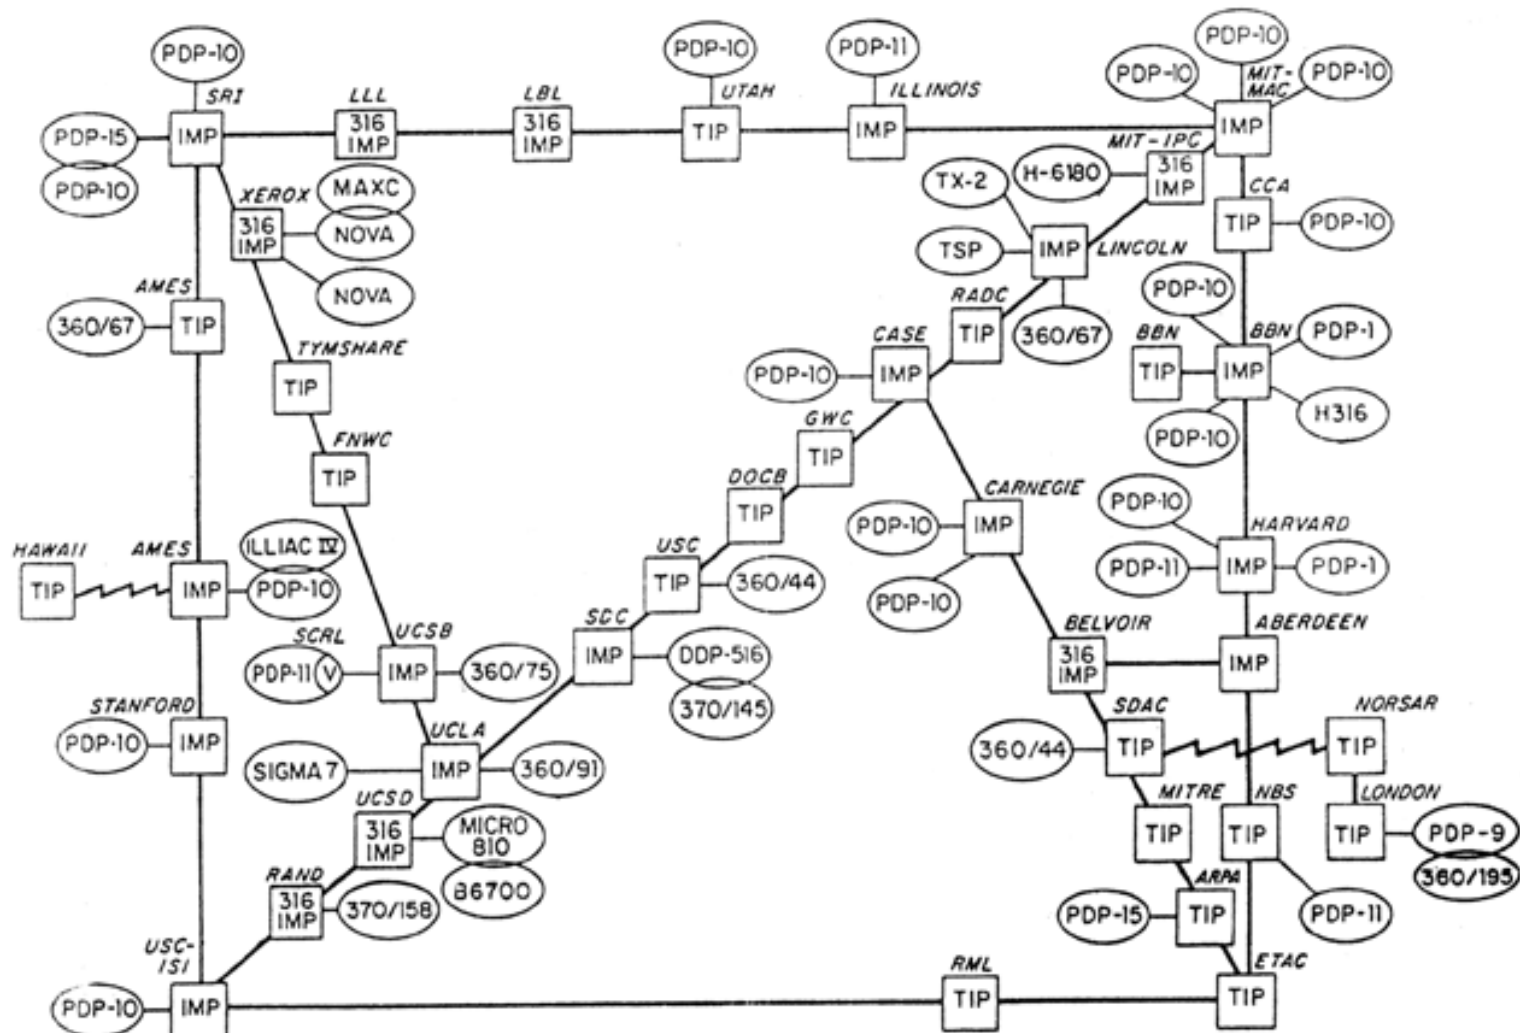 PDP-10
PDP-10
PDP-11
PDP-10
MIT-
MAC
PDP-10
PDP-10
SRI
LLL
LBL
UTAH
ILLINOIS
PDP-15
IMP
316
IMP
316
IMP
TIP
IMP
IMP
PDP-10
MIT-IPC
H-6180
316
IMP
XEROX
MAXC
316
IMP
NOVA
NOVA
TX-2
TSP
IMP
LINCOLN
360/67
CCA
TIP
PDP-10
AMES
360/67
TIP
TYMSHARE
TIP
RADC
TIP
CASE
PDP-10
IMP
PDP-10
BBN
TIP
BBN
IMP
PDP-1
H316
PDP-10
FNWC
TIP
GWC
TIP
DOCB
TIP
CARNEGIE
PDP-10
IMP
PDP-10
PDP-10
HARVARD
PDP-11
IMP
PDP-1
HAWAII
TIP
AMES
IMP
ILLIAC IV
PDP-10
USC
TIP
360/44
SCRL
PDP-11
V
UCSB
IMP
360/75
SDC
IMP
DDP-516
370/145
BELVOIR
316
IMP
ABERDEEN
IMP
STANFORD
PDP-10
IMP
UCLA
SIGMA 7
IMP
360/91
SDAC
360/44
TIP
NORSAR
TIP
UCSD
316
IMP
MICRO
810
B6700
MITRE
TIP
NBS
TIP
PDP-11
LONDON
TIP
PDP-9
360/195
RAND
316
IMP
370/158
ARPA
PDP-15
TIP
USC-
ISI
PDP-10
IMP
RML
TIP
ETAC
TIP